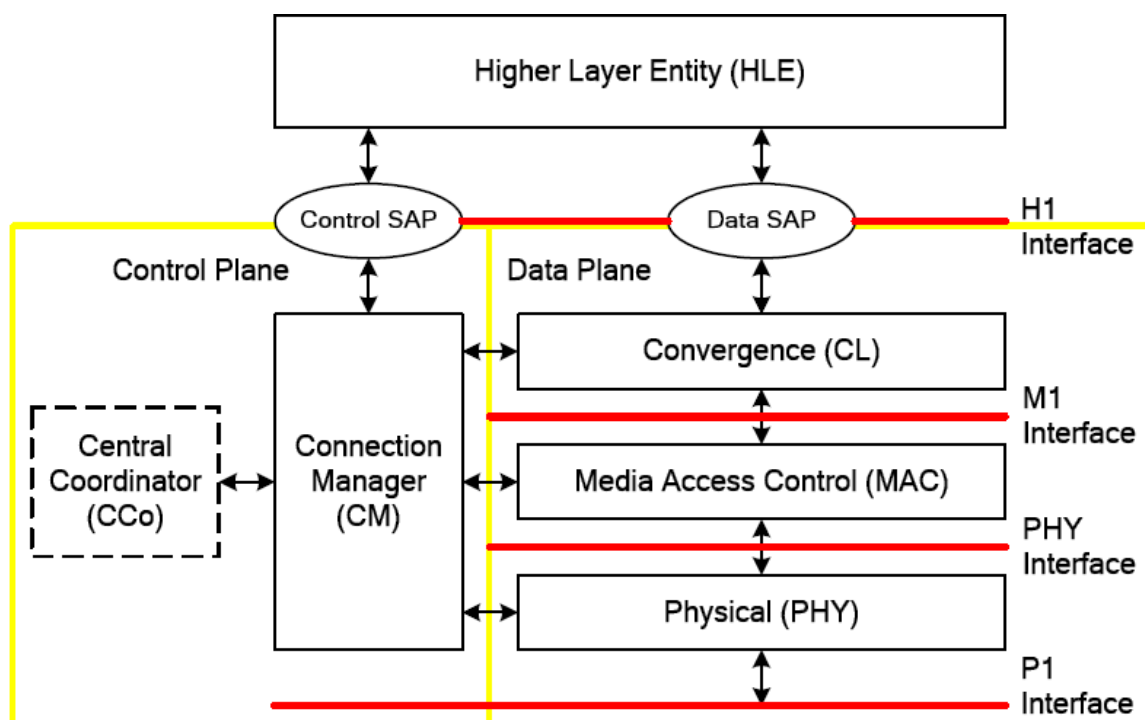 Higher Layer Entity (HLE)
Control SAP
Data SAP
H1
Interface
Control Plane
Data Plane
Convergence (CL)
M1
Interface
Central
Coordinator
(CCo)
Connection
Manager
(CM)
Media Access Control (MAC)
PHY
Interface
Physical (PHY)
P1
Interface